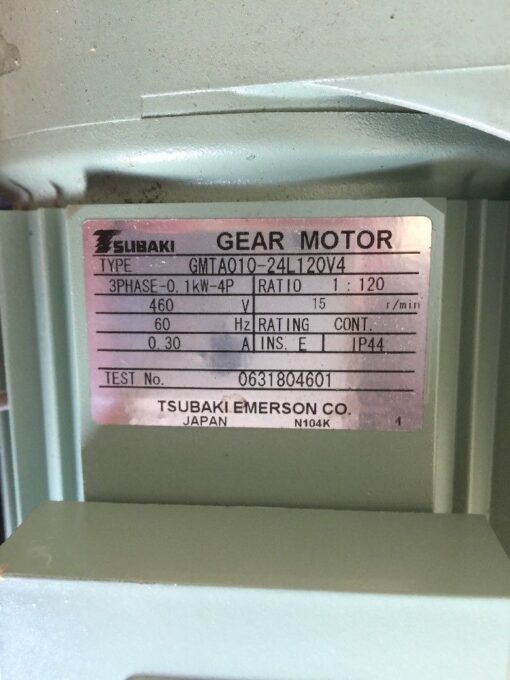 TSUBAKI GEAR MOTOR
TYPE GMTA010-24L120V4
3PHASE-0.1kW-4P RATIO 1:120
460 V 15 r/min
60 Hz RATING CONT.
0.30 A INS. E IP44
TEST No. 0631804601
TSUBAKI EMERSON CO.
JAPAN N104K 1